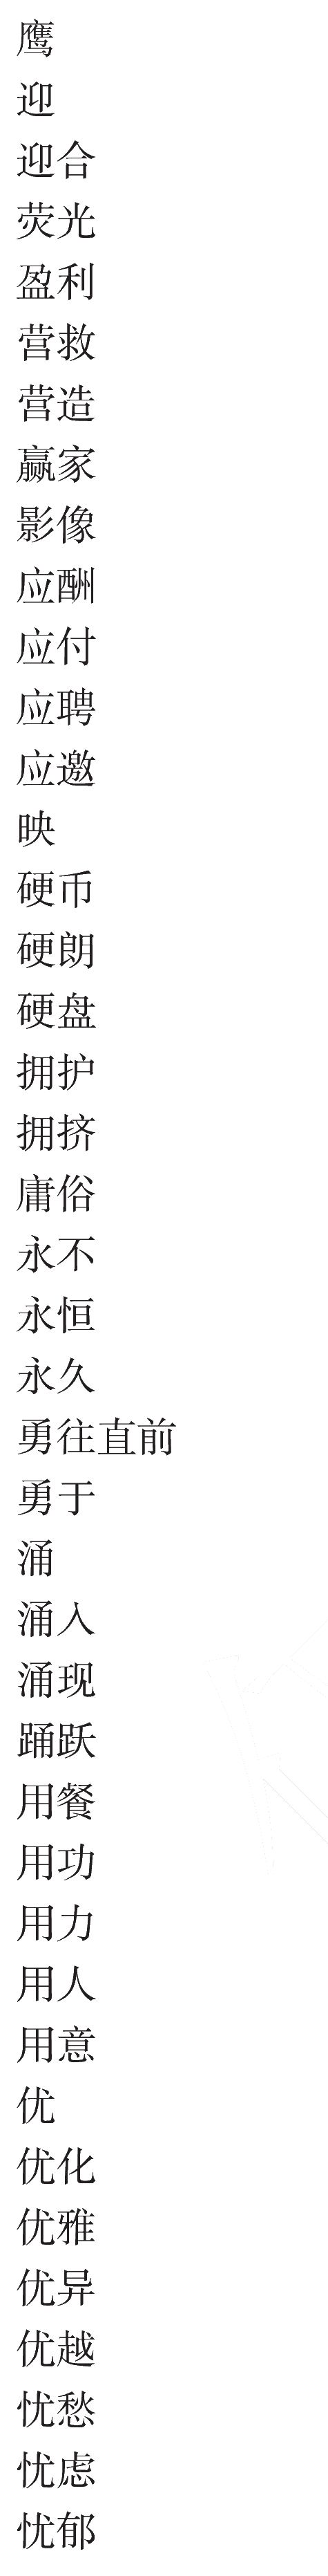 鹰
迎
迎合
荧光
盈利
营救
营造
赢家
影像
应酬
应付
应聘
应邀
映
硬币
硬朗
硬盘
拥护
拥挤
庸俗
永不
永恒
永久
勇往直前
勇于
涌
涌入
涌现
踊跃
用餐
用功
用力
用人
用意
优
优化
优雅
优异
优越
忧愁
忧虑
忧郁